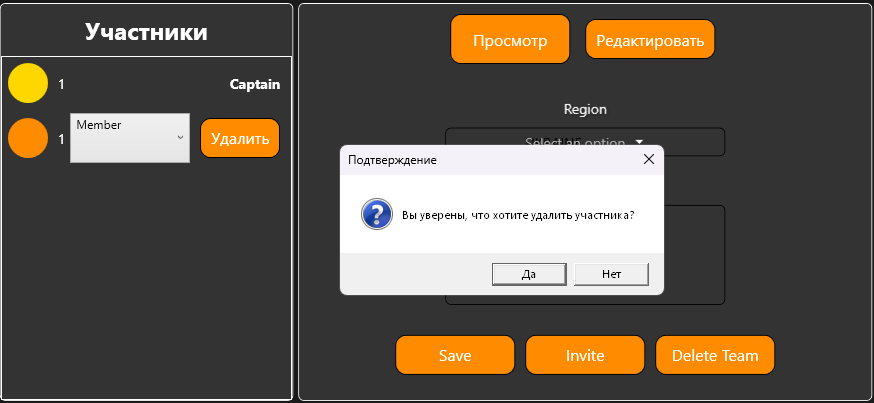 Участники
1
Captain
1
Member
Удалить
Просмотр
Редактировать
Region
Select an option
Подтверждение
Вы уверены, что хотите удалить участника?
Да
Нет
Save
Invite
Delete Team